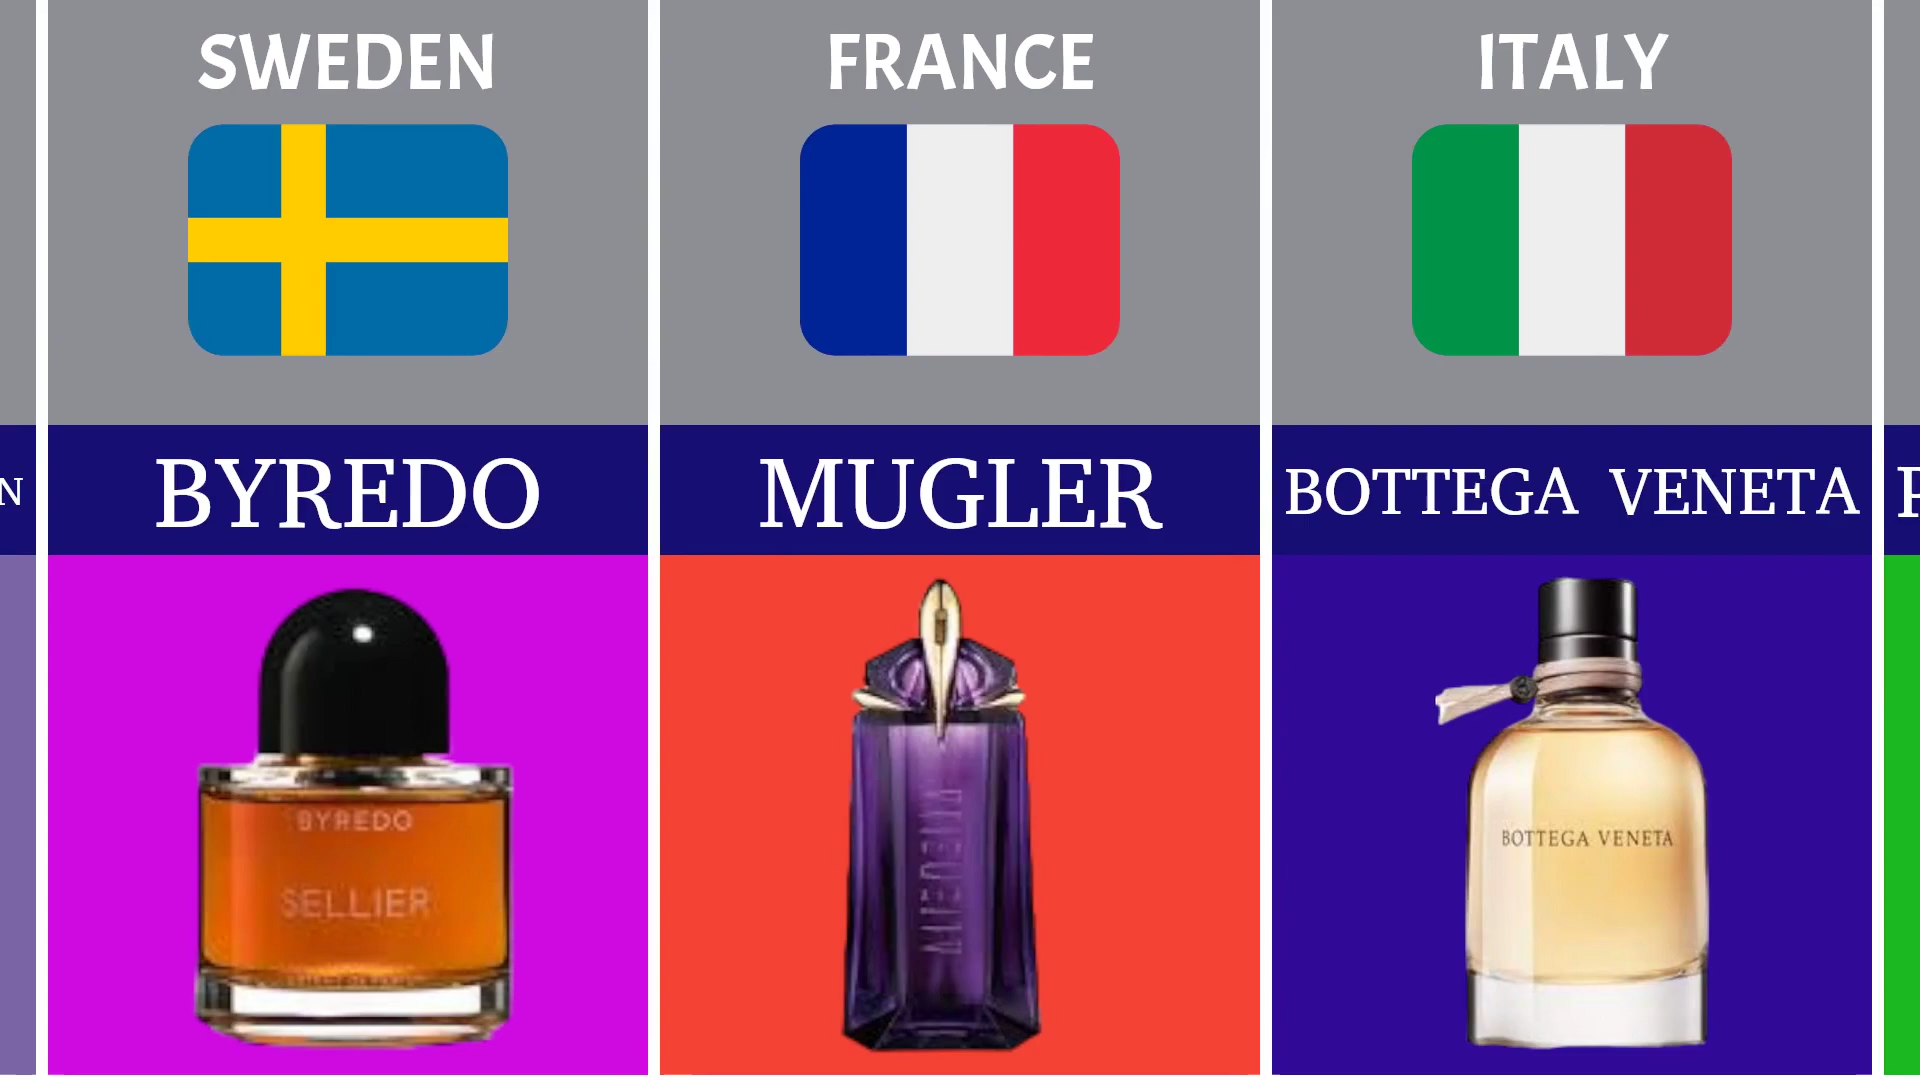 SWEDEN
FRANCE
ITALY
N
BYREDO
MUGLER
BOTTEGA VENETA
BYREDO
SELLIER
BOTTEGA VENETA